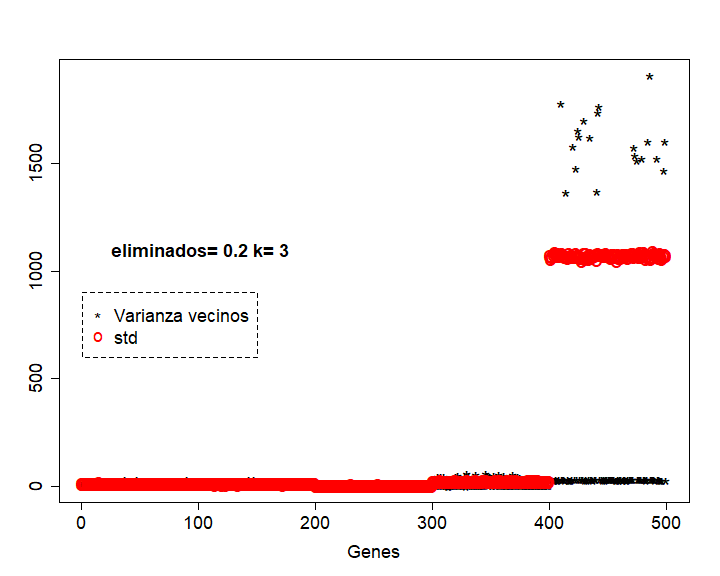 1500
1000
500
0
eliminados= 0.2 k= 3
* Varianza vecinos
o std
0 100 200 300 400 500
Genes